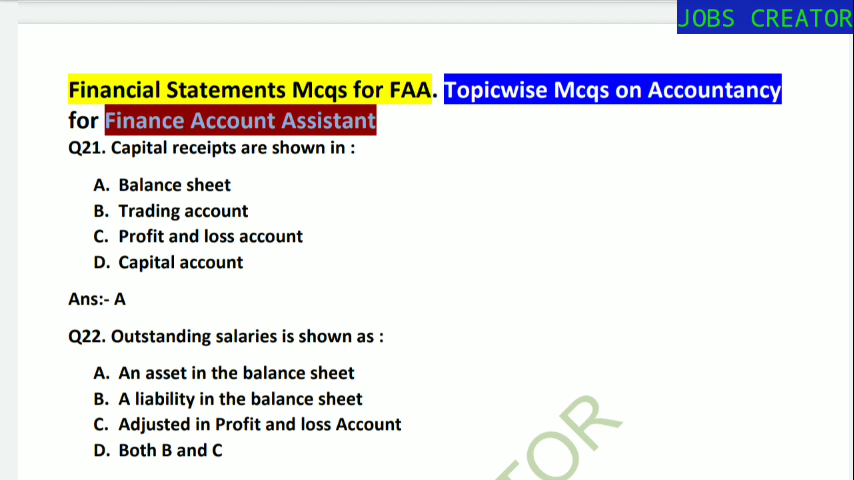 JOBS CREATOR
Financial Statements Mcqs for FAA. Topicwise Mcqs on Accountancy
for Finance Account Assistant
Q21. Capital receipts are shown in :
A. Balance sheet
B. Trading account
C. Profit and loss account
D. Capital account
Ans:- A
Q22. Outstanding salaries is shown as :
A. An asset in the balance sheet
B. A liability in the balance sheet
C. Adjusted in Profit and loss Account
D. Both B and C
TOR